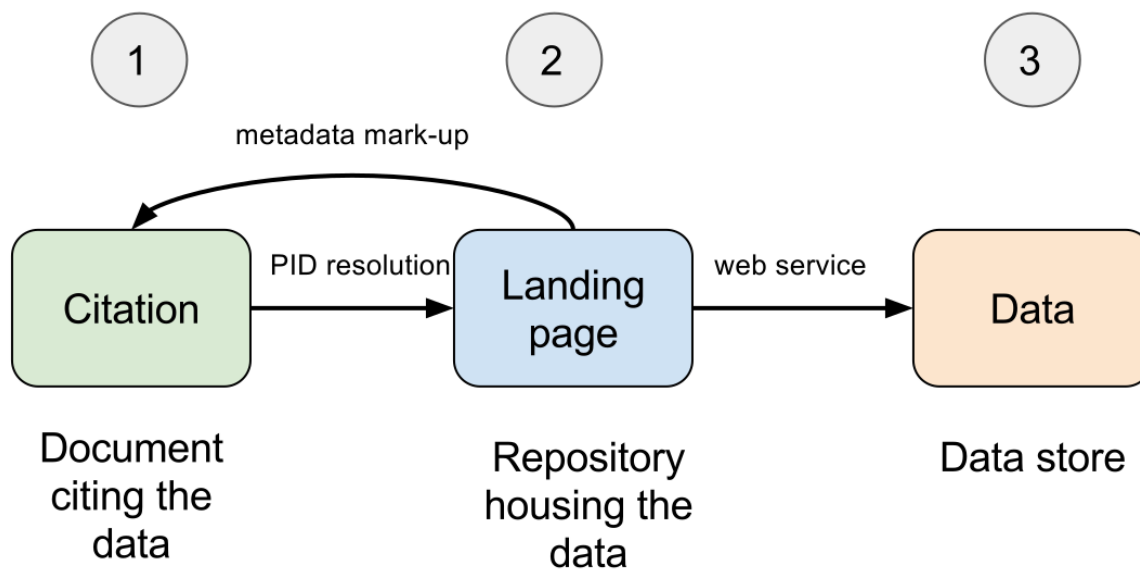 1
2
3
metadata mark-up
PID resolution
web service
Citation
Landing
page
Data
Document
citing the
data
Repository
housing the
data
Data store